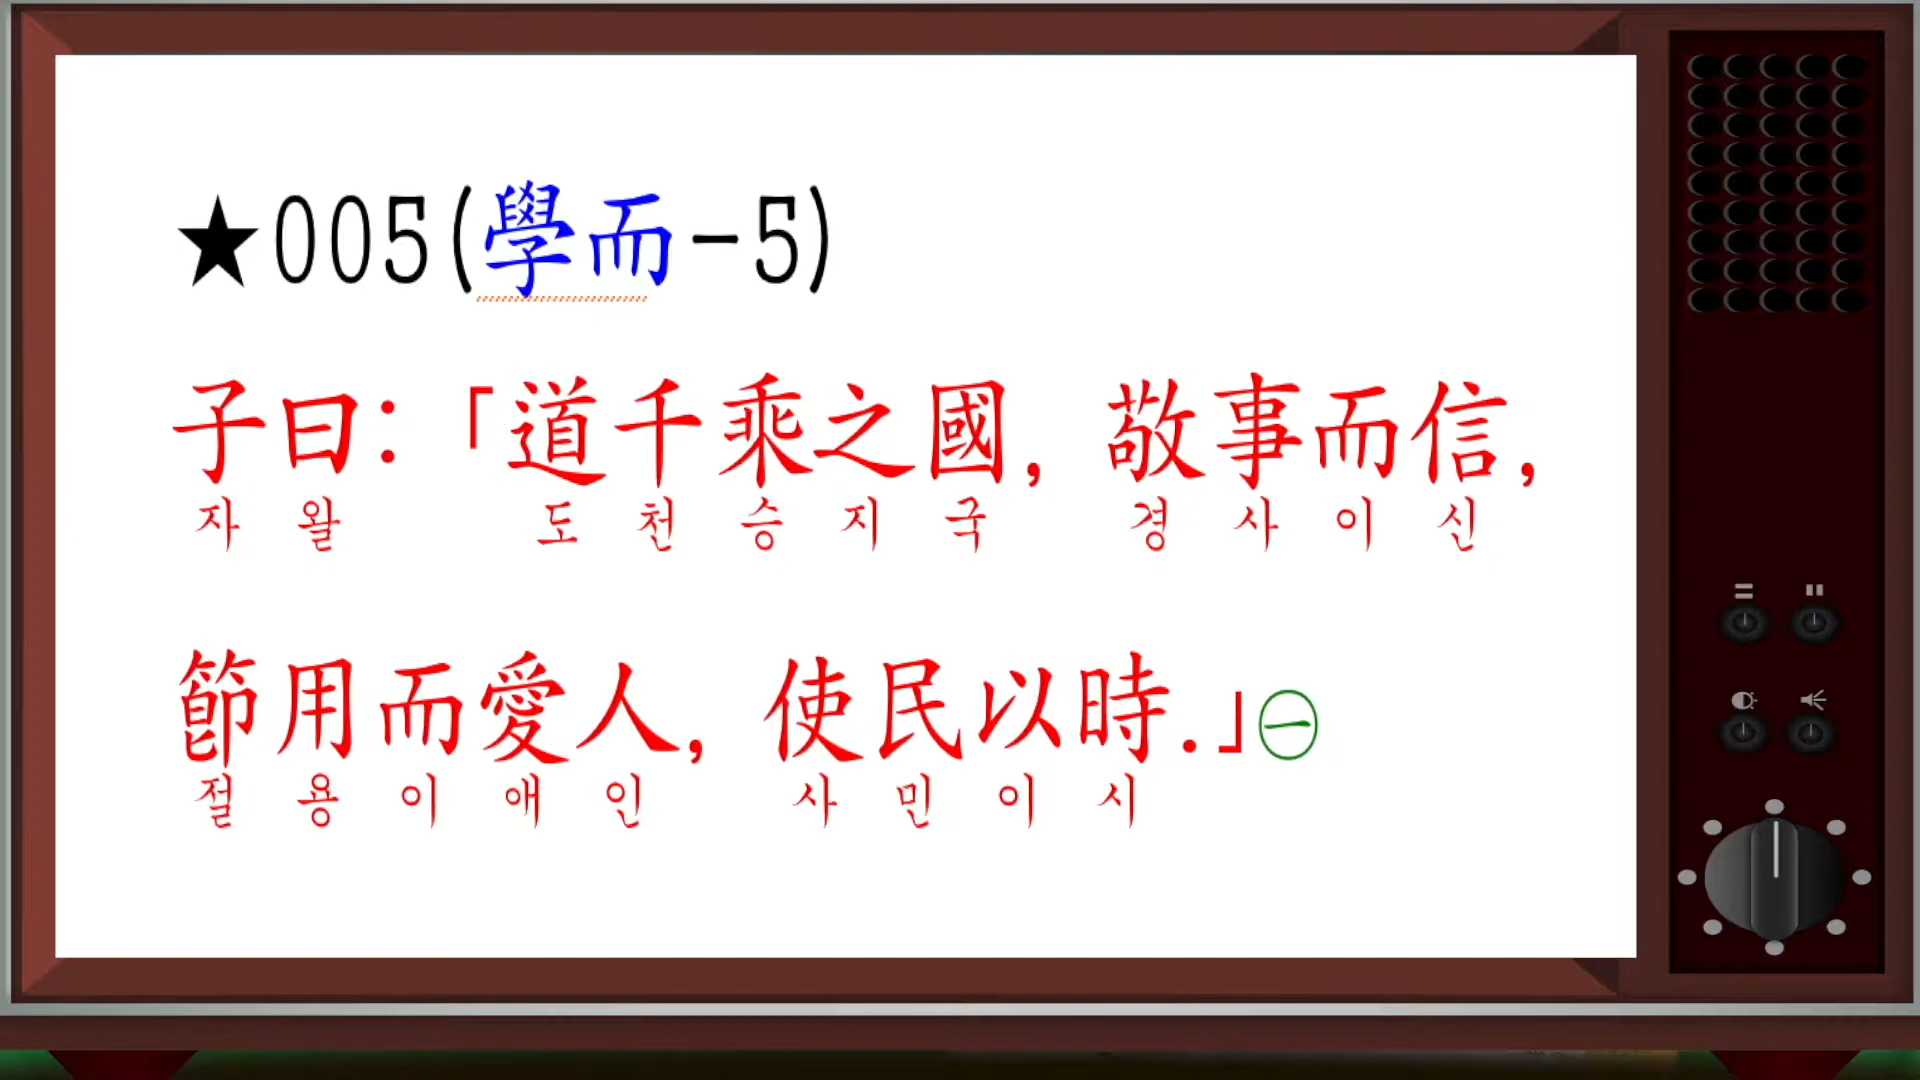 ★005(學而-5)
子曰:「道千乘之國, 敬事而信,
자 왈 도 천 승 지 국 경 사 이 신
節用而愛人, 使民以時.」㊀
절 용 이 애 인 사 민 이 시